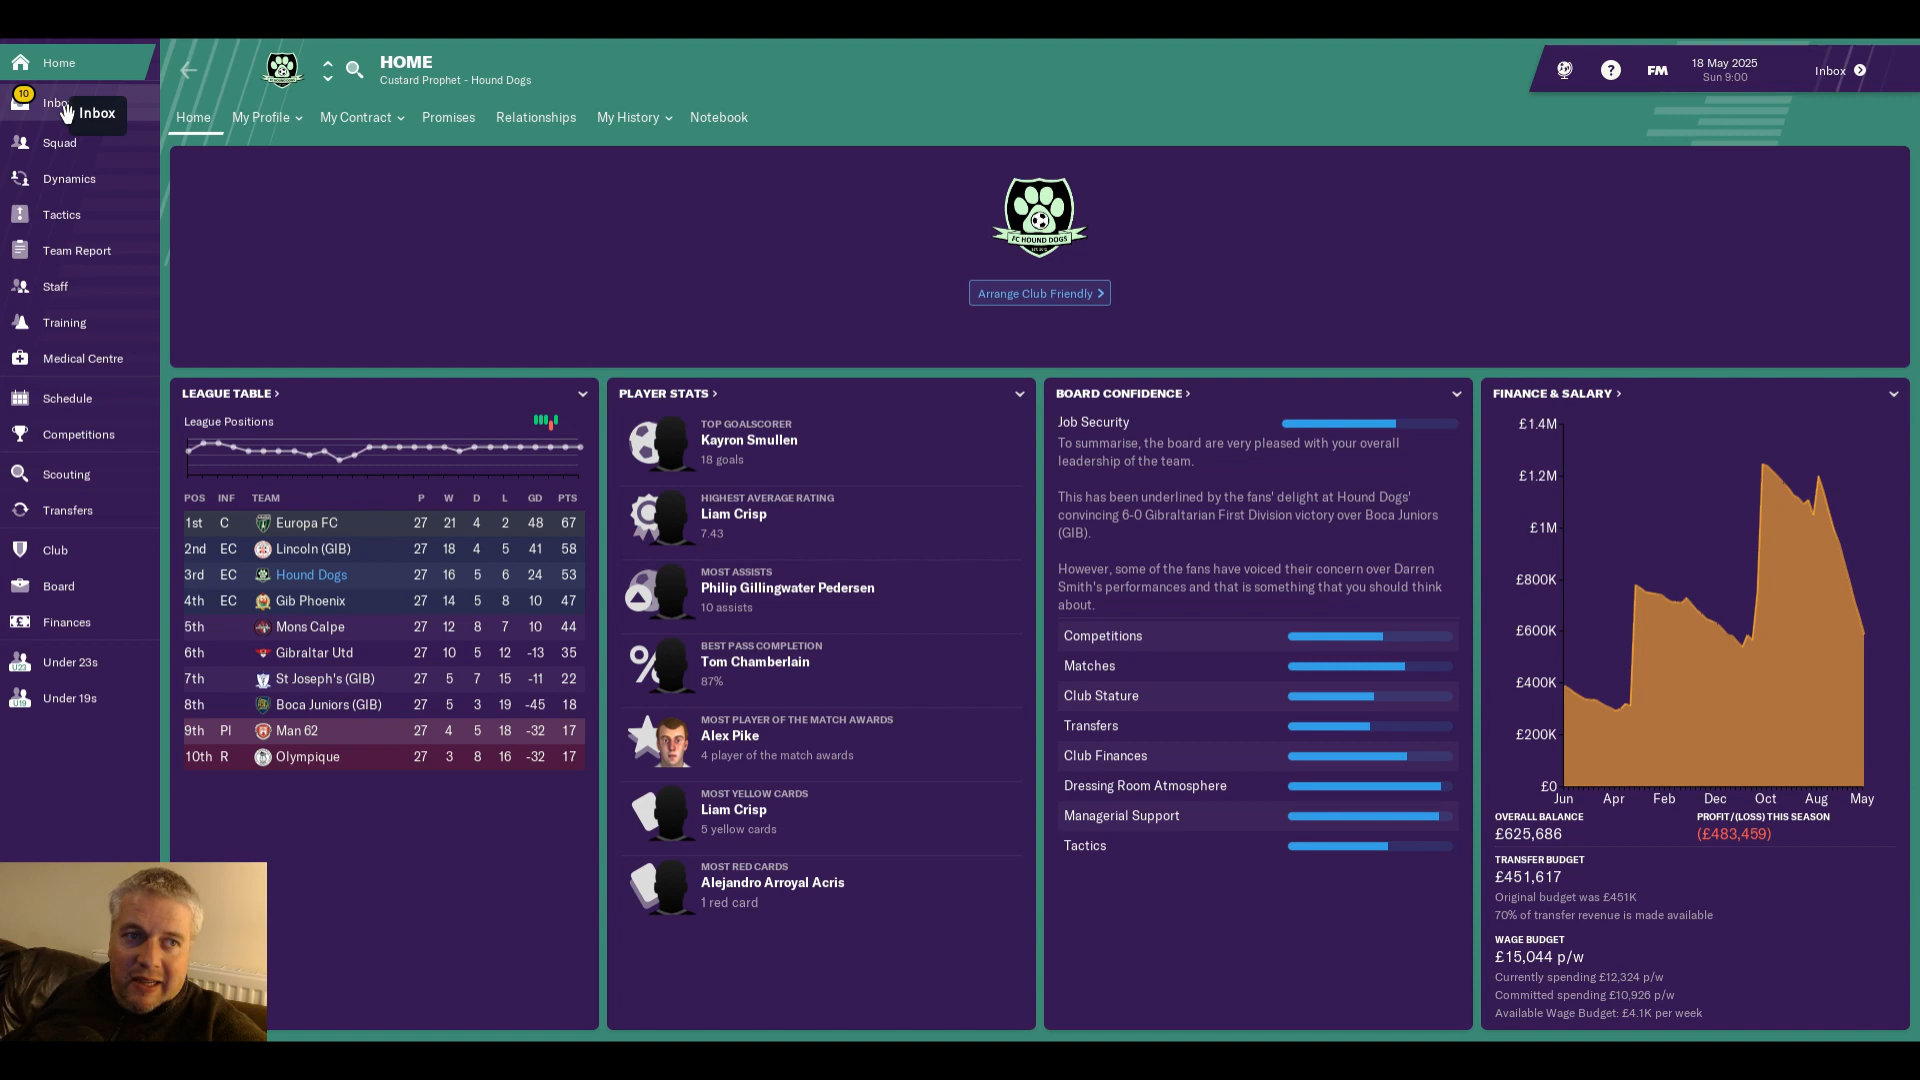 Home
10
Inbo
Inbox
Squad
Dynamics
Tactics
Team Report
Staff
Training
Medical Centre
Schedule
Competitions
Scouting
Transfers
Club
Board
Finances
U23
Under 23s
U19
Under 19s
HOME
Custard Prophet - Hound Dogs
?
FM
18 May 2025
Sun 9:00
Inbox
Home
My Profile
My Contract
Promises
Relationships
My History
Notebook
FC HOUND DOGS
Arrange Club Friendly
LEAGUE TABLE
League Positions
POS INF TEAM P W D L GD PTS
1st C Europa FC 27 21 4 2 48 67
2nd EC Lincoln (GIB) 27 18 4 5 41 58
3rd EC Hound Dogs 27 16 5 6 24 53
4th EC Gib Phoenix 27 14 5 8 10 47
5th Mons Calpe 27 12 8 7 10 44
6th Gibraltar Utd 27 10 5 12 -13 35
7th St Joseph's (GIB) 27 5 7 15 -11 22
8th Boca Juniors (GIB) 27 5 3 19 -45 18
9th Pl Man 62 27 4 5 18 -32 17
10th R Olympique 27 3 8 16 -32 17
PLAYER STATS
TOP GOALSCORER
Kayron Smullen
18 goals
HIGHEST AVERAGE RATING
Liam Crisp
7.43
MOST ASSISTS
Philip Gillingwater Pedersen
10 assists
BEST PASS COMPLETION
%
Tom Chamberlain
87%
MOST PLAYER OF THE MATCH AWARDS
Alex Pike
4 player of the match awards
MOST YELLOW CARDS
Liam Crisp
5 yellow cards
MOST RED CARDS
Alejandro Arroyal Acris
1 red card
BOARD CONFIDENCE
Job Security
To summarise, the board are very pleased with your overall
leadership of the team.
This has been underlined by the fans' delight at Hound Dogs'
convincing 6-0 Gibraltarian First Division victory over Boca Juniors
(GIB).
However, some of the fans have voiced their concern over Darren
Smith's performances and that is something that you should think
about.
Competitions
Matches
Club Stature
Transfers
Club Finances
Dressing Room Atmosphere
Managerial Support
Tactics
FINANCE & SALARY
£1.4M
£1.2M
£1M
£800K
£600K
£400K
£200K
£0
Jun Apr Feb Dec Oct Aug May
OVERALL BALANCE
£625,686
PROFIT/(LOSS) THIS SEASON
(£483,459)
TRANSFER BUDGET
£451,617
Original budget was £451K
70% of transfer revenue is made available
WAGE BUDGET
£15,044 p/w
Currently spending £12,324 p/w
Committed spending £10,926 p/w
Available Wage Budget: £4.1K per week